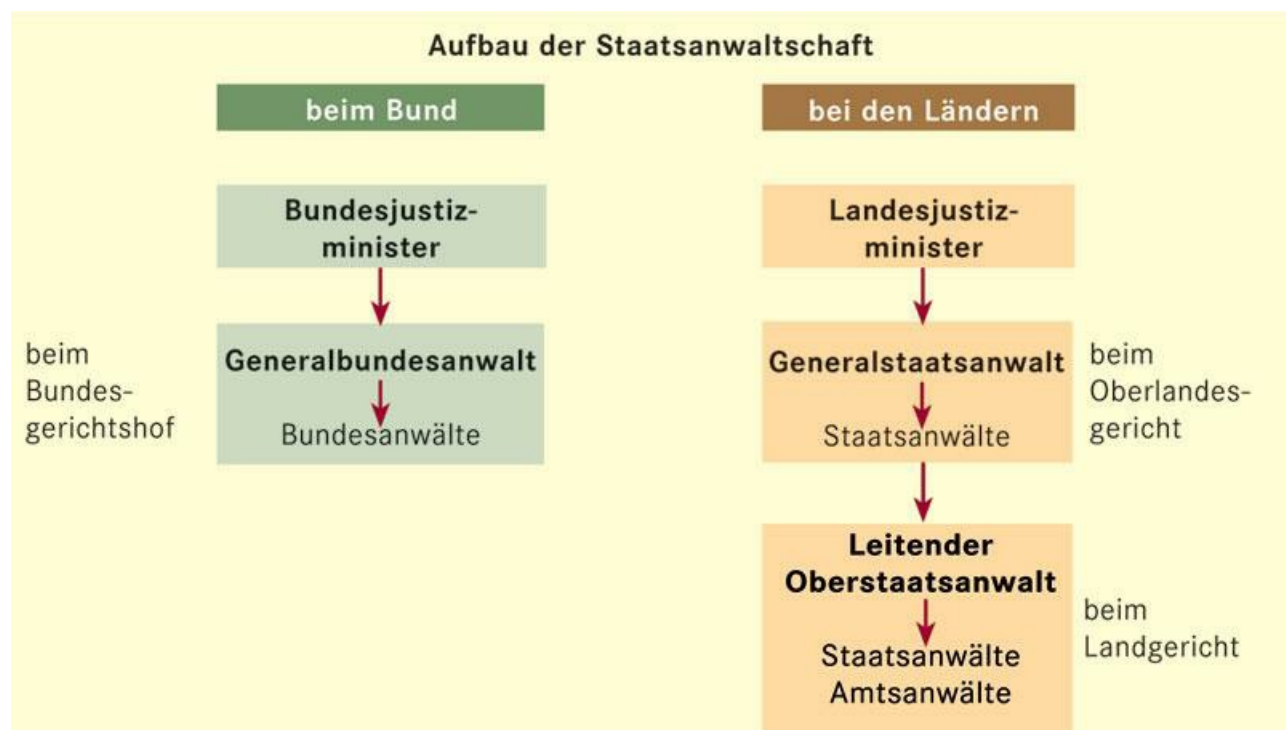 Aufbau der Staatsanwaltschaft
beim Bund
bei den Ländern
Bundesjustiz-
minister
Landesjustiz-
minister
beim
Bundes-
gerichtshof
Generalbundesanwalt
Bundesanwälte
Generalstaatsanwalt
Staatsanwälte
beim
Oberlandes-
gericht
Leitender
Oberstaatsanwalt
Staatsanwälte
Amtsanwälte
beim
Landgericht